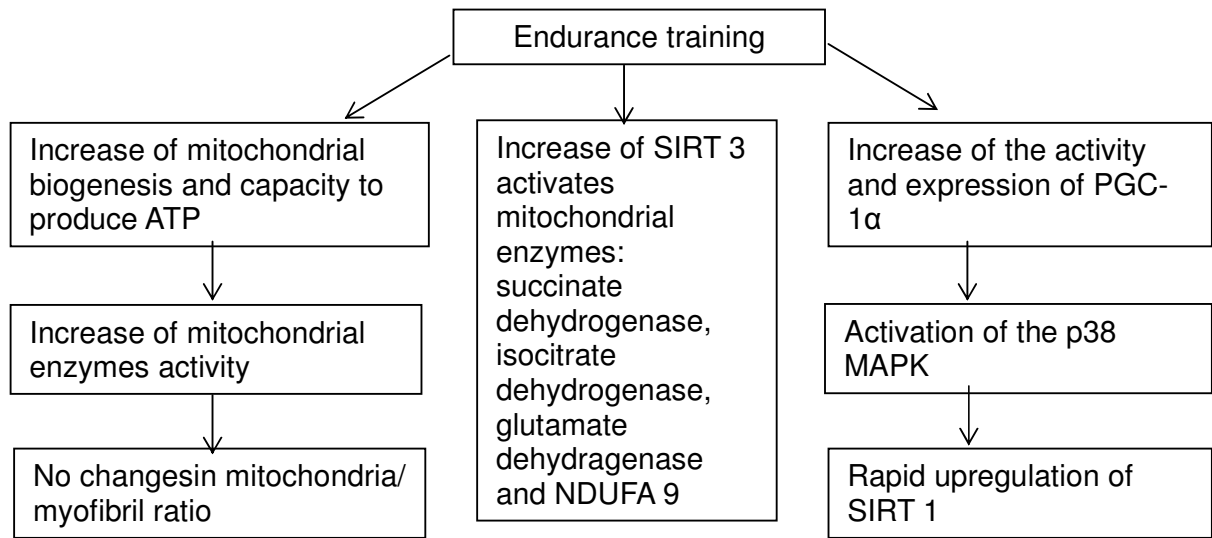 Endurance training
Increase of mitochondrial
biogenesis and capacity to
produce ATP
Increase of mitochondrial
enzymes activity
No changesin mitochondria/
myofibril ratio
Increase of SIRT 3
activates
mitochondrial
enzymes:
succinate
dehydrogenase,
isocitrate
dehydrogenase,
glutamate
dehydragenase
and NDUFA 9
Increase of the activity
and expression of PGC-
1α
Activation of the p38
MAPK
Rapid upregulation of
SIRT 1